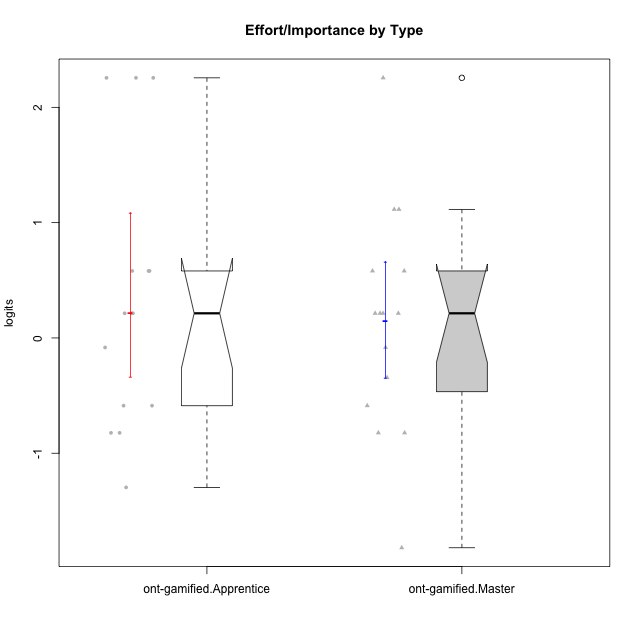 Effort/Importance by Type
logits
2
1
0
-1
ont-gamified.Apprentice
ont-gamified.Master